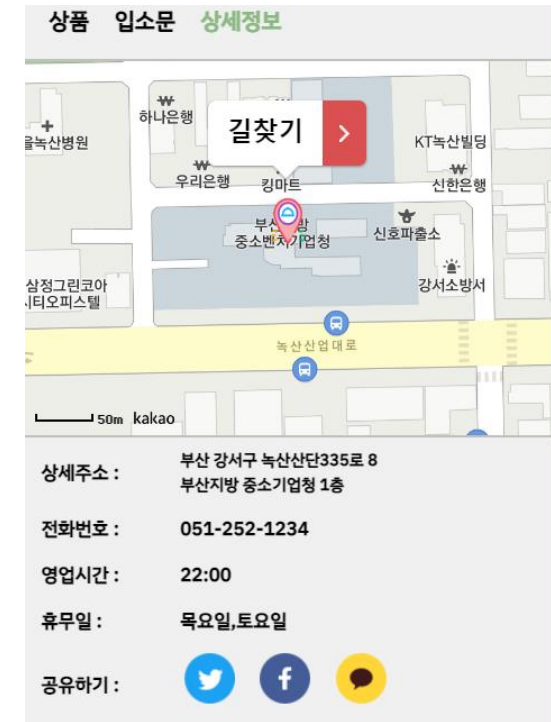 상품 입소문 상세정보
하나은행
길찾기
KT녹산빌딩
녹산병원
우리은행
킹마트
신한은행
중소벤처기업청
신호파출소
삼정그린코아
시티오피스텔
강서소방서
녹산산업대로
50m kakao
상세주소 : 부산 강서구 녹산산단335로 8
부산지방 중소기업청 1층
전화번호 : 051-252-1234
영업시간 : 22:00
휴무일 : 목요일,토요일
공유하기 :